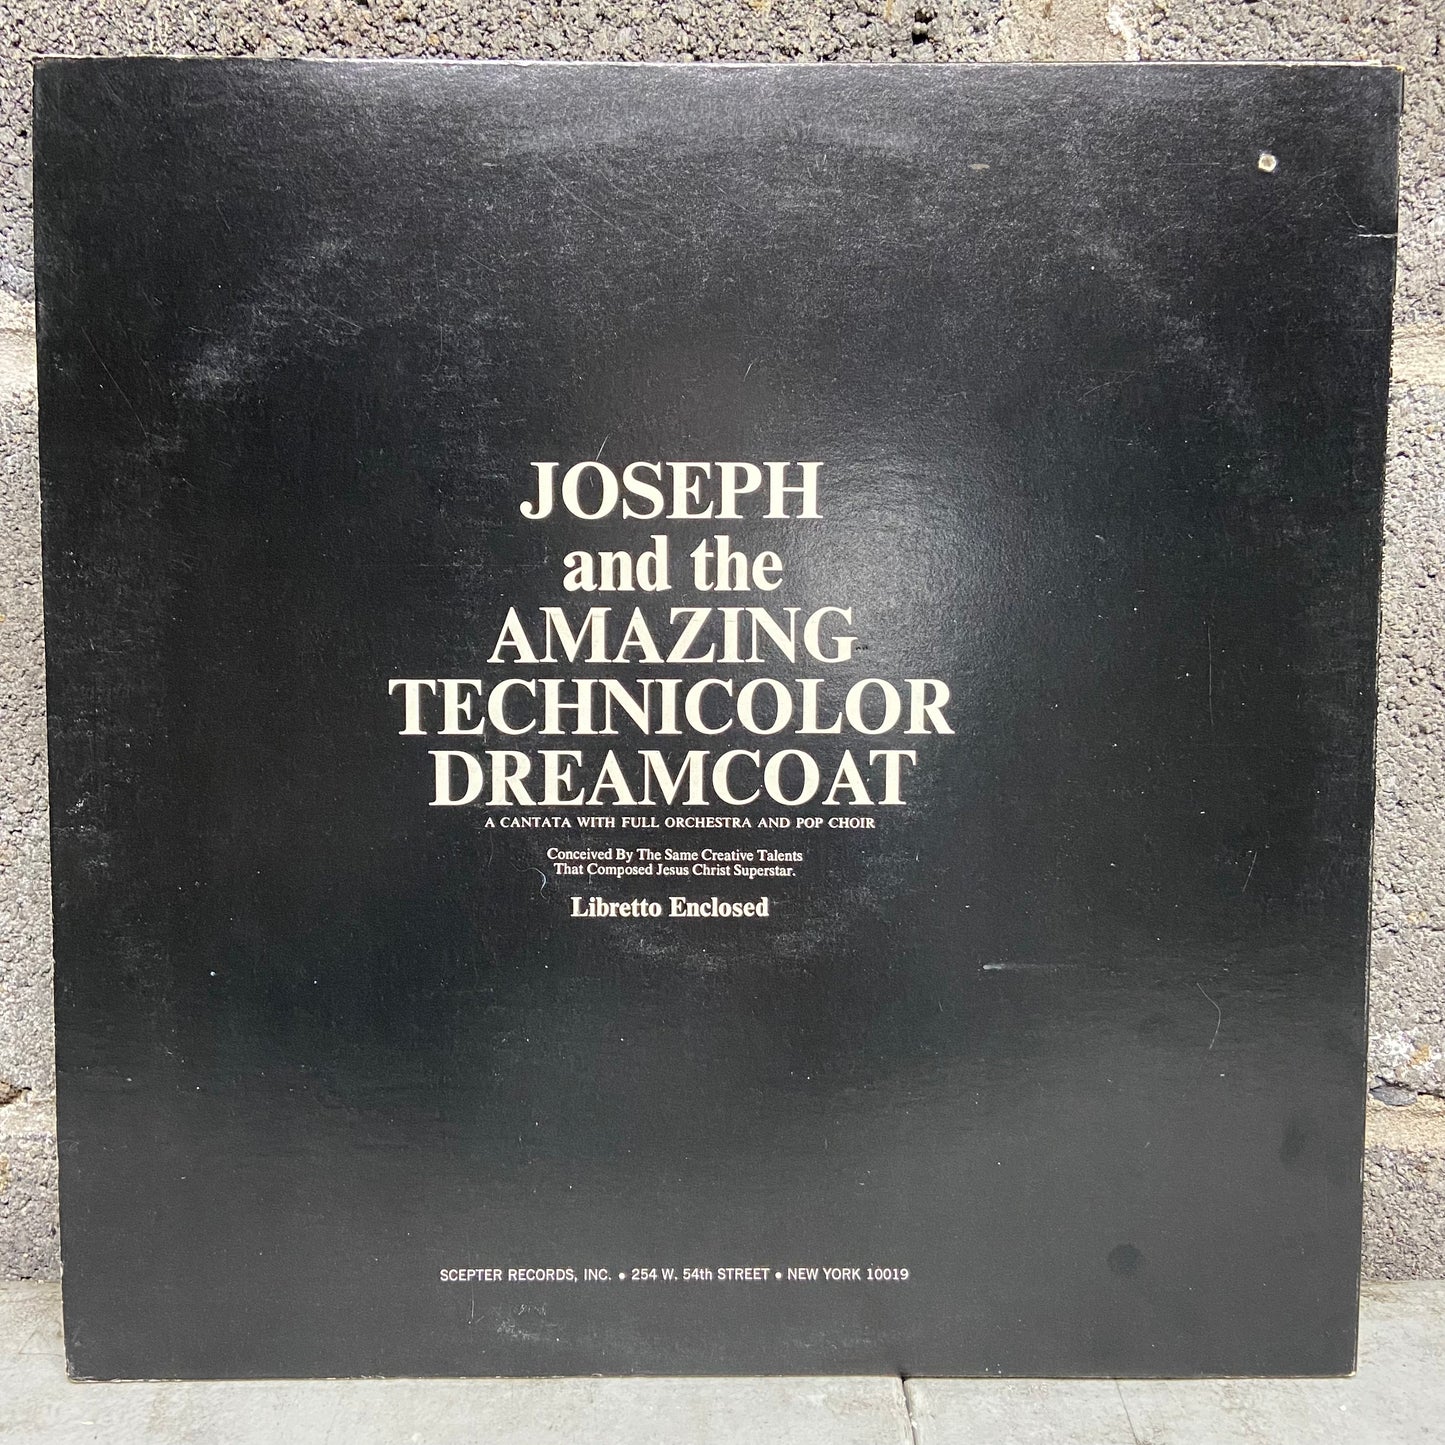 JOSEPH
and the
AMAZING
TECHNICOLOR
DREAMCOAT
A CANTATA WITH FULL ORCHESTRA AND POP CHOIR
Conceived By The Same Creative Talents
That Composed Jesus Christ Superstar.
Libretto Enclosed
SCEPTER RECORDS, INC. • 254 W. 54th STREET • NEW YORK 10019